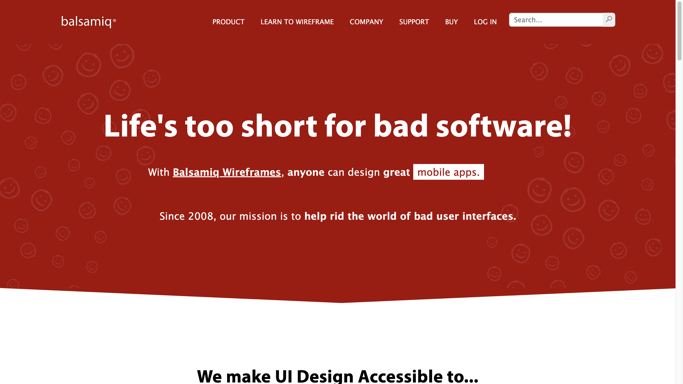 balsamiq®
PRODUCT LEARN TO WIREFRAME COMPANY SUPPORT BUY LOG IN Search...
Life's too short for bad software!
With Balsamiq Wireframes, anyone can design great mobile apps.
Since 2008, our mission is to help rid the world of bad user interfaces.
We make UI Design Accessible to...